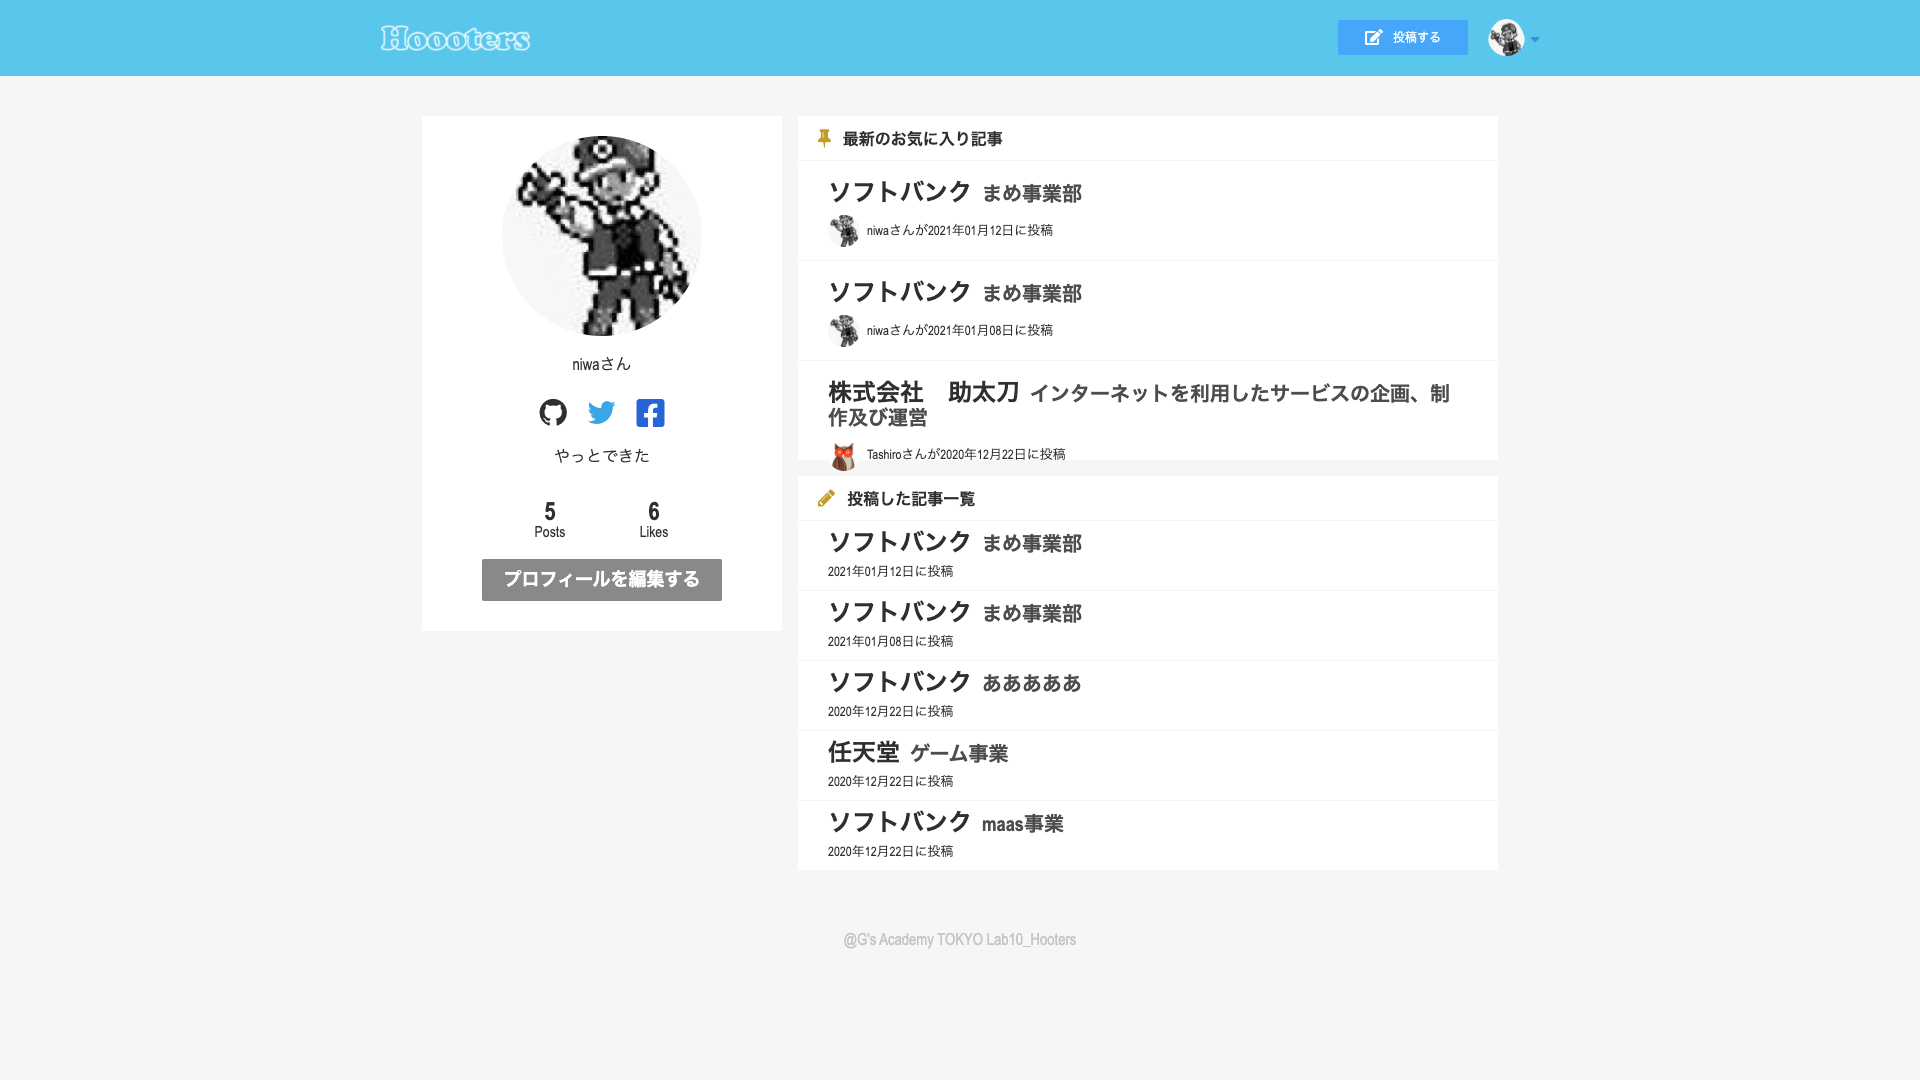 Hoooters
投稿する
niwaさん
やっとできた
5
Posts
6
Likes
プロフィールを編集する
最新のお気に入り記事
ソフトバンク まめ事業部
niwaさんが2021年01月12日に投稿
ソフトバンク まめ事業部
niwaさんが2021年01月08日に投稿
株式会社　助太刀 インターネットを利用したサービスの企画、制
作及び運営
Tashiroさんが2020年12月22日に投稿
投稿した記事一覧
ソフトバンク まめ事業部
2021年01月12日に投稿
ソフトバンク まめ事業部
2021年01月08日に投稿
ソフトバンク あああああ
2020年12月22日に投稿
任天堂 ゲーム事業
2020年12月22日に投稿
ソフトバンク maas事業
2020年12月22日に投稿
@G's Academy TOKYO Lab10_Hooters